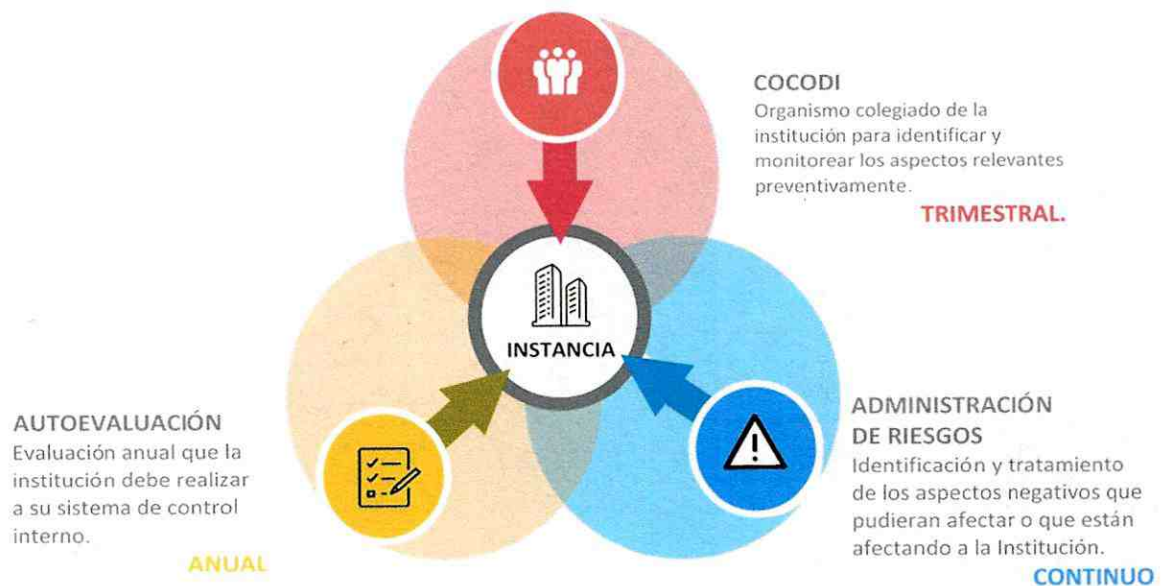 COCODI
Organismo colegiado de la
institución para identificar y
monitorear los aspectos relevantes
preventivamente.
TRIMESTRAL.
INSTANCIA
AUTOEVALUACIÓN
Evaluación anual que la
institución debe realizar
a su sistema de control
interno.
ANUAL
ADMINISTRACIÓN
DE RIESGOS
Identificación y tratamiento
de los aspectos negativos que
pudieran afectar o que están
afectando a la Institución.
CONTINUO